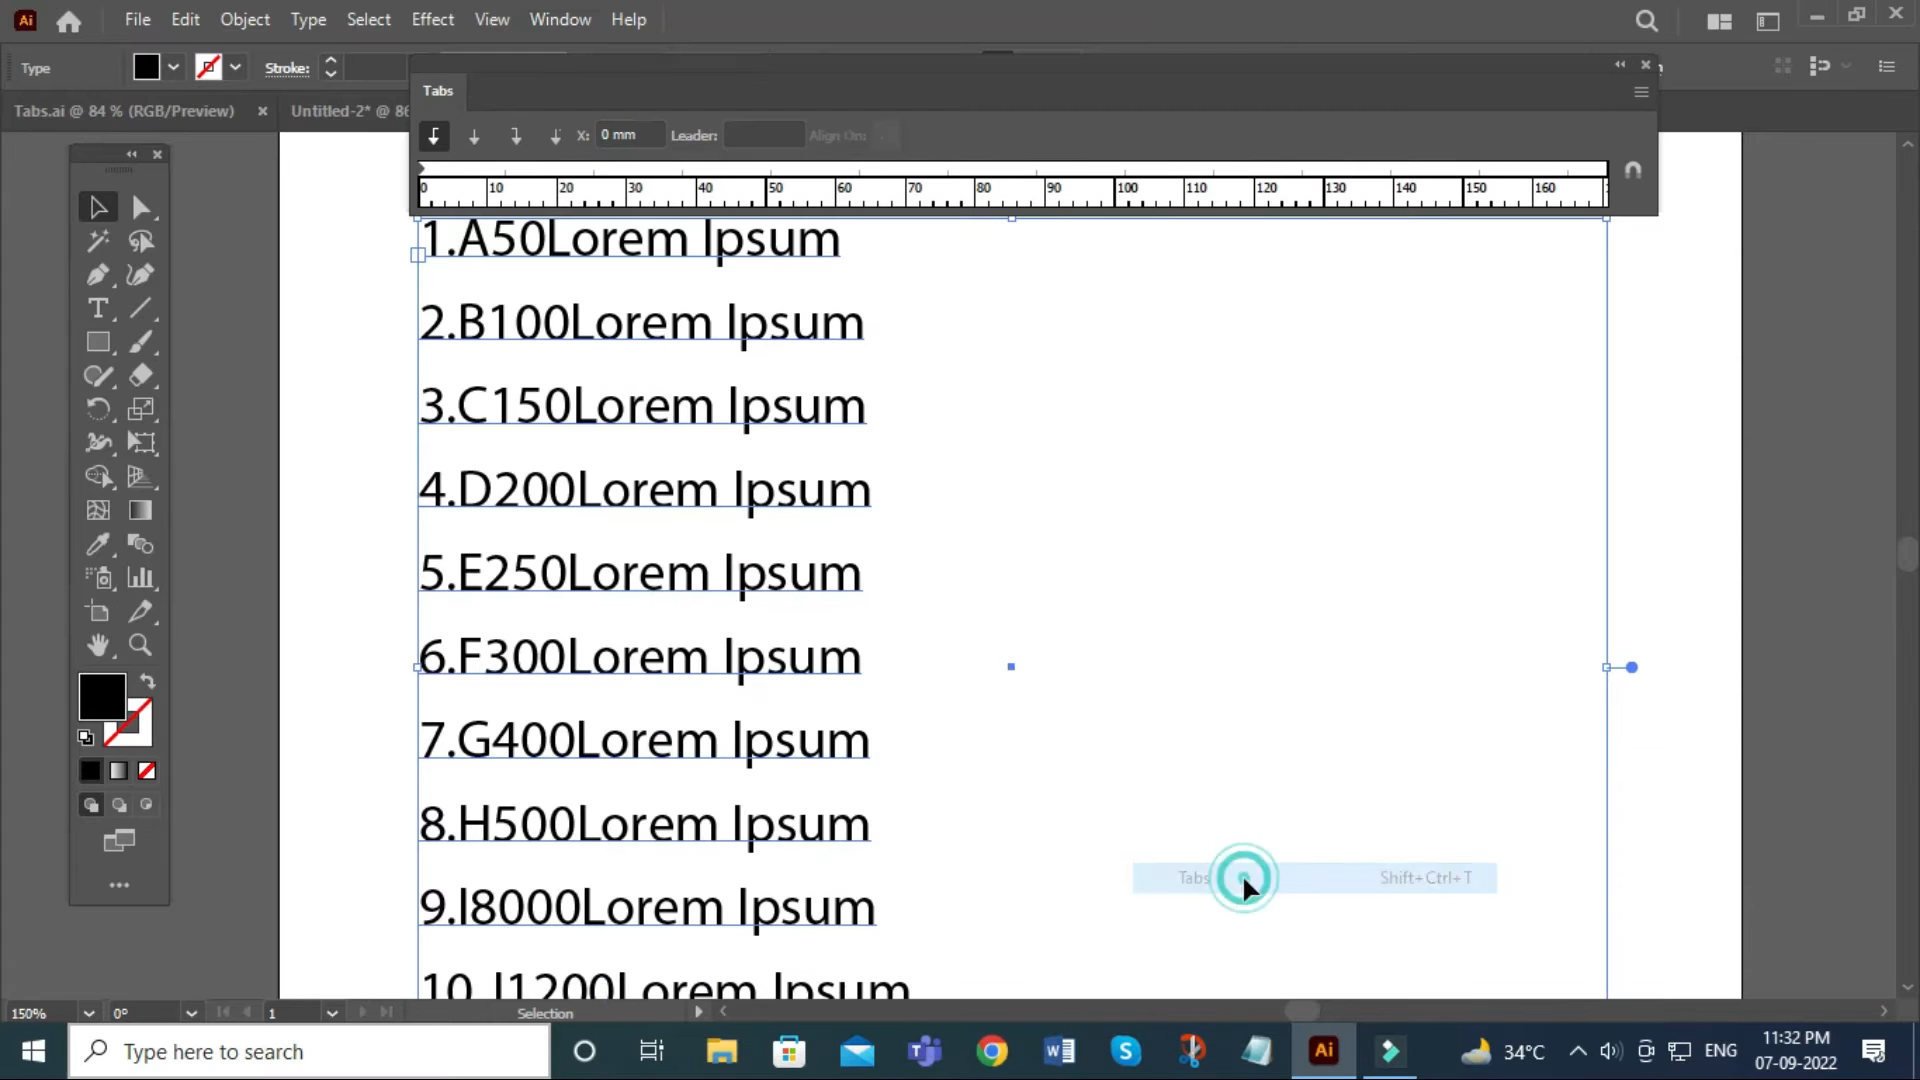 Ai File Edit Object Type Select Effect View Window Help
Type Stroke:
Tabs.ai @ 84 % (RGB/Preview) × Untitled-2* @ 86
Tabs
X: 0 mm Leader: Align On:
0 10 20 30 40 50 60 70 80 90 100 110 120 130 140 150 160
1.A50Lorem Ipsum
2.B100Lorem Ipsum
3.C150Lorem Ipsum
4.D200Lorem Ipsum
5.E250Lorem Ipsum
6.F300Lorem Ipsum
7.G400Lorem Ipsum
8.H500Lorem Ipsum
Tabs Shift+Ctrl+T
9.I8000Lorem Ipsum
10. J1200Lorem Ipsum
150% 0° 1 Selection
Type here to search
Ai 34°C ENG 11:32 PM
07-09-2022